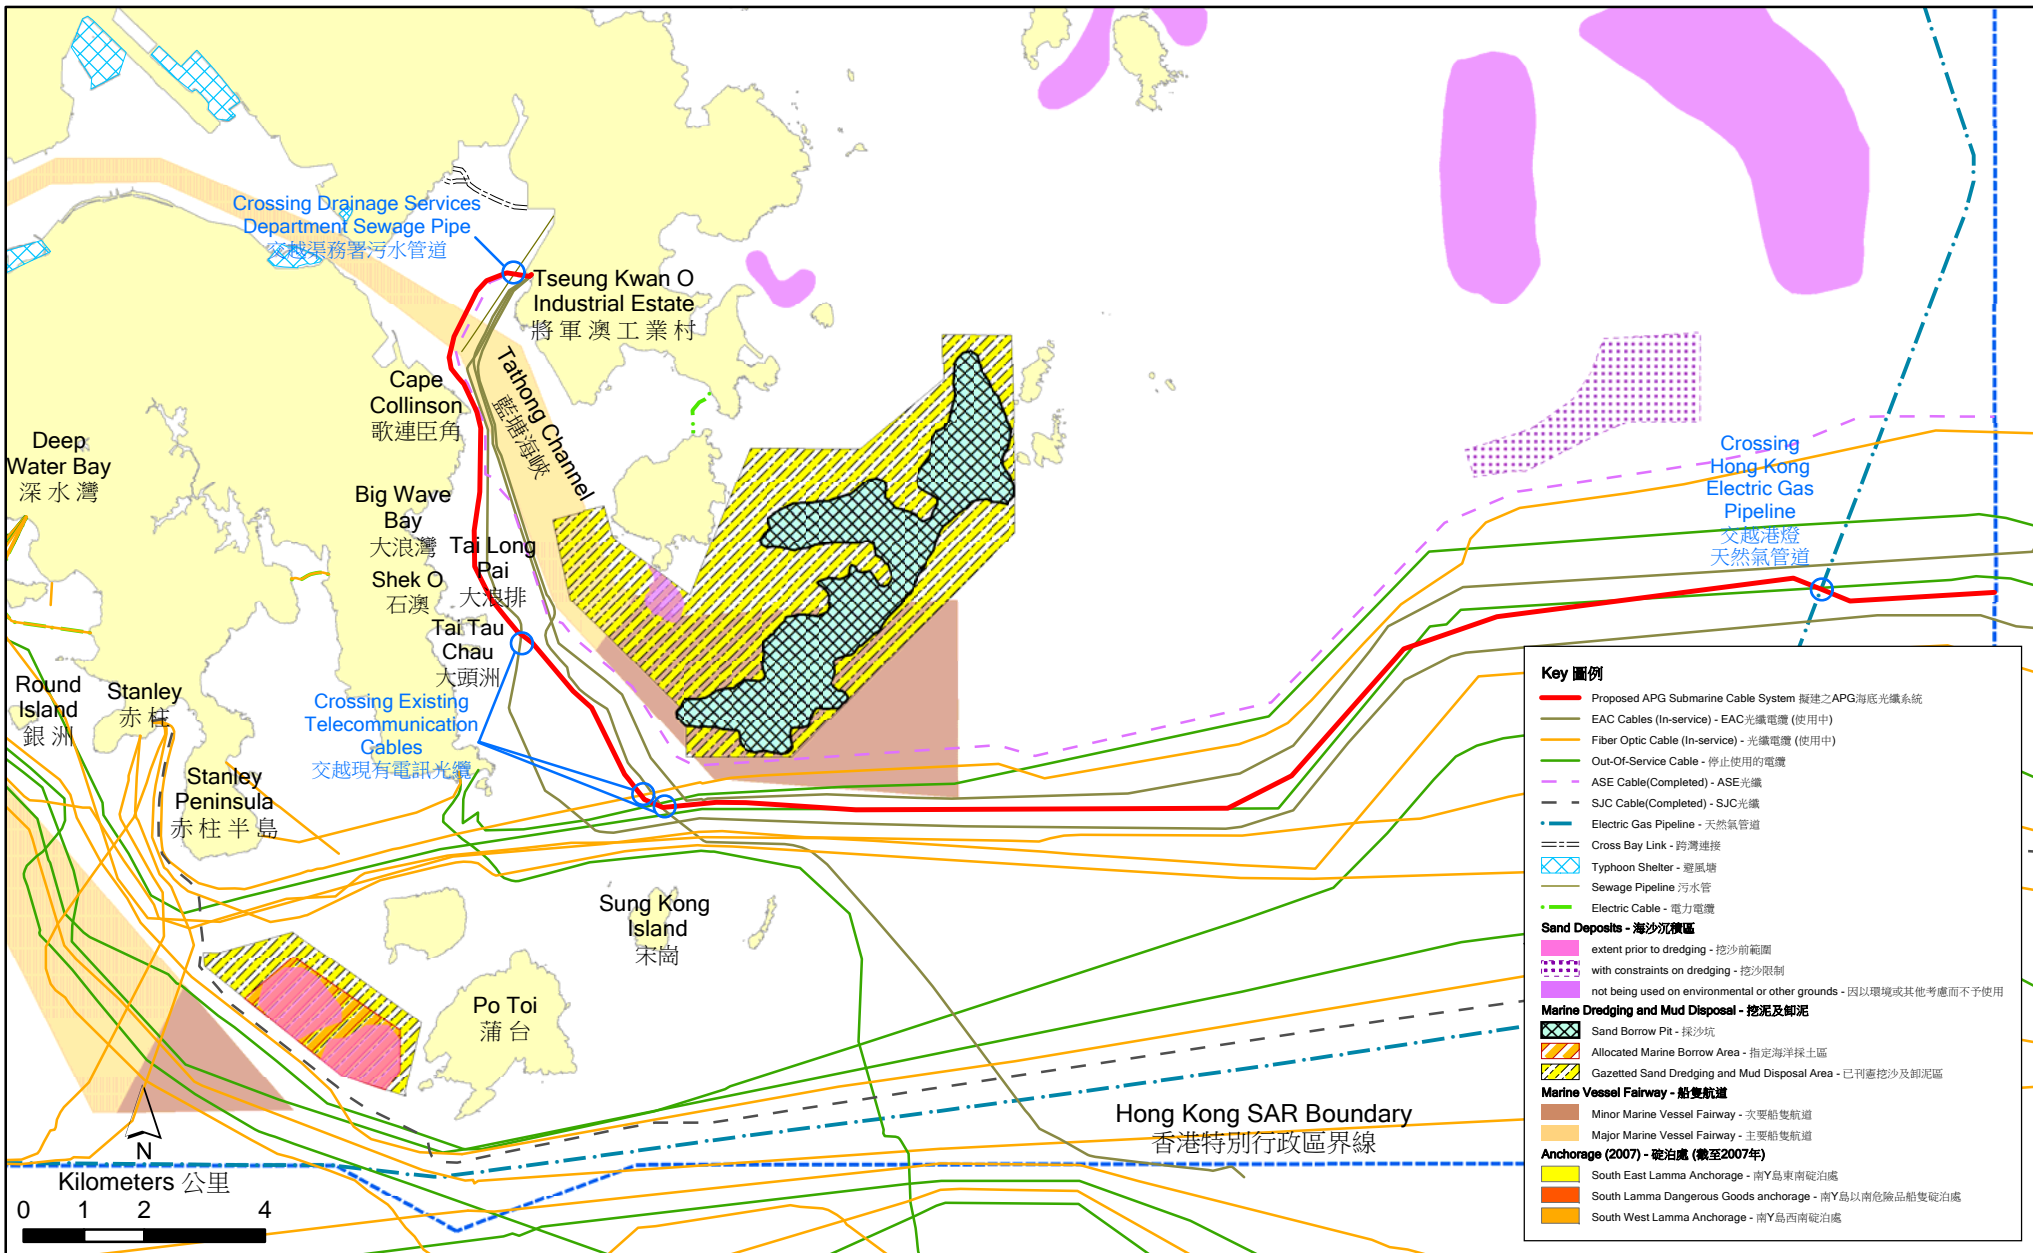 Crossing Drainage Services
Department Sewage Pipe
交越渠務署污水管道
Tseung Kwan O
Industrial Estate
將軍澳工業村
Tathong Channel
藍塘海峽
Cape
Collinson
歌連臣角
Deep
Water Bay
深水灣
Big Wave
Bay
大浪灣
Tai Long
Pai
大浪排
Shek O
石澳
Tai Tau
Chau
大頭洲
Crossing
Hong Kong
Electric Gas
Pipeline
交越港燈
天然氣管道
Round
Island
銀洲
Stanley
赤柱
Crossing Existing
Telecommunication
Cables
交越現有電訊光纜
Stanley
Peninsula
赤柱半島
Sung Kong
Island
宋崗
Po Toi
蒲台
Hong Kong SAR Boundary
香港特別行政區界線
N
Kilometers 公里
0 1 2 4
Key 圖例
Proposed APG Submarine Cable System 擬建之APG海底光纖系統
EAC Cables (In-service) - EAC光纖電纜 (使用中)
Fiber Optic Cable (In-service) - 光纖電纜 (使用中)
Out-Of-Service Cable - 停止使用的電纜
ASE Cable(Completed) - ASE光纖
SJC Cable(Completed) - SJC光纖
Electric Gas Pipeline - 天然氣管道
Cross Bay Link - 跨灣連接
Typhoon Shelter - 避風塘
Sewage Pipeline 污水管
Electric Cable - 電力電纜
Sand Deposits - 海沙沉積區
extent prior to dredging - 挖沙前範圍
with constraints on dredging - 挖沙限制
not being used on environmental or other grounds - 因以環境或其他考慮而不予使用
Marine Dredging and Mud Disposal - 挖泥及卸泥
Sand Borrow Pit - 採沙坑
Allocated Marine Borrow Area - 指定海洋採土區
Gazetted Sand Dredging and Mud Disposal Area - 已刊憲挖沙及卸泥區
Marine Vessel Fairway - 船隻航道
Minor Marine Vessel Fairway - 次要船隻航道
Major Marine Vessel Fairway - 主要船隻航道
Anchorage (2007) - 碇泊處 (截至2007年)
South East Lamma Anchorage - 南Y島東南碇泊處
South Lamma Dangerous Goods anchorage - 南Y島以南危險品船隻碇泊處
South West Lamma Anchorage - 南Y島西南碇泊處